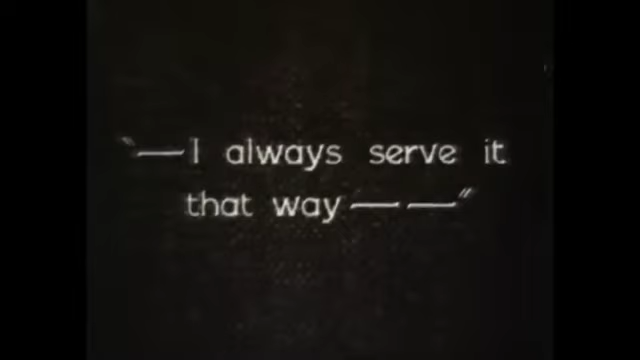 "—I always serve it
that way — —"